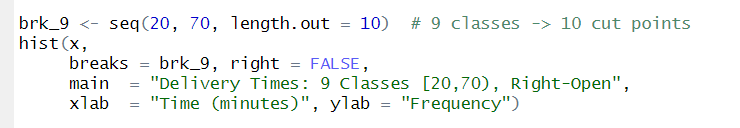 brk_9 <- seq(20, 70, length.out = 10)  # 9 classes -> 10 cut points
hist(x,
     breaks = brk_9, right = FALSE,
     main  = "Delivery Times: 9 Classes [20,70), Right-Open",
     xlab  = "Time (minutes)", ylab = "Frequency")